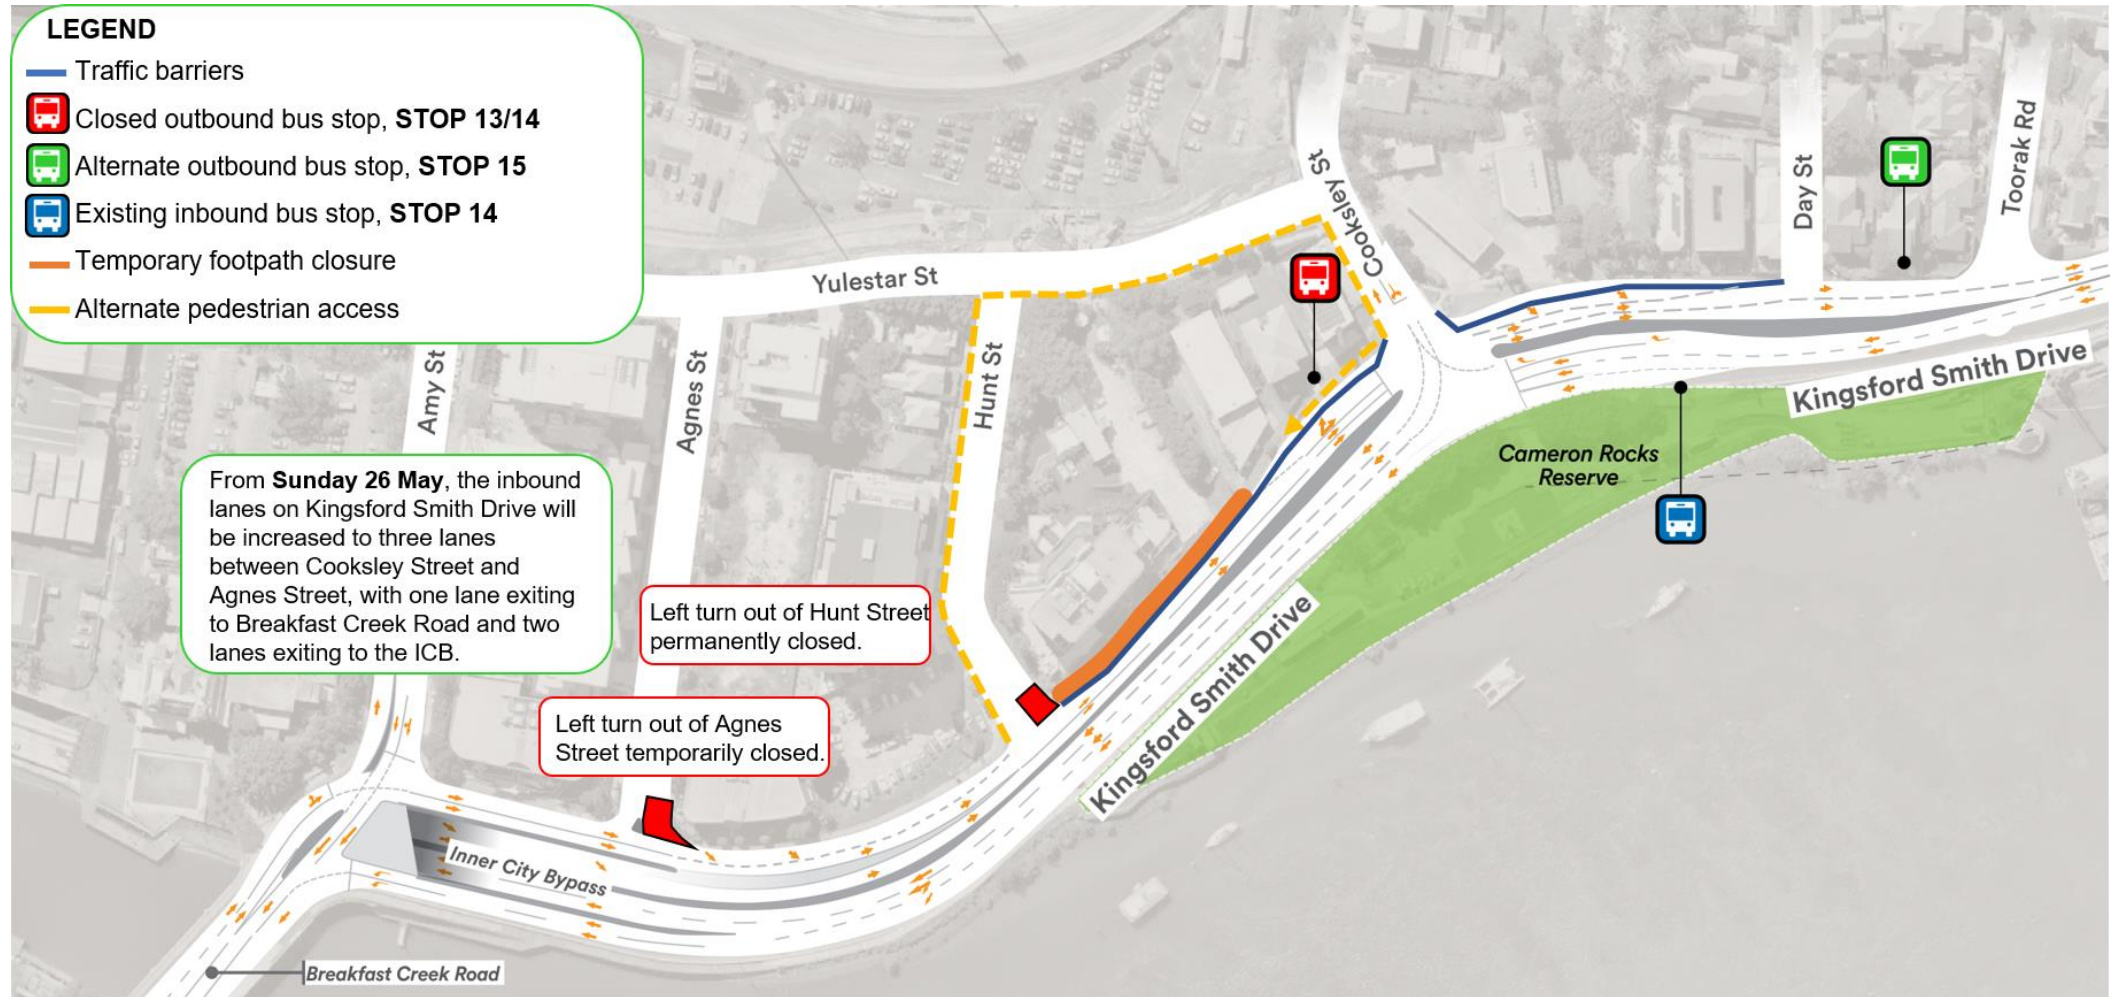 LEGEND
Traffic barriers
Closed outbound bus stop, STOP 13/14
Alternate outbound bus stop, STOP 15
Existing inbound bus stop, STOP 14
Temporary footpath closure
Alternate pedestrian access
Yulestar St
Cooksley St
Day St
Toorak Rd
Amy St
Agnes St
Hunt St
Kingsford Smith Drive
Cameron Rocks
Reserve
From Sunday 26 May, the inbound
lanes on Kingsford Smith Drive will
be increased to three lanes
between Cooksley Street and
Agnes Street, with one lane exiting
to Breakfast Creek Road and two
lanes exiting to the ICB.
Left turn out of Hunt Street
permanently closed.
Left turn out of Agnes
Street temporarily closed.
Kingsford Smith Drive
Inner City Bypass
Breakfast Creek Road